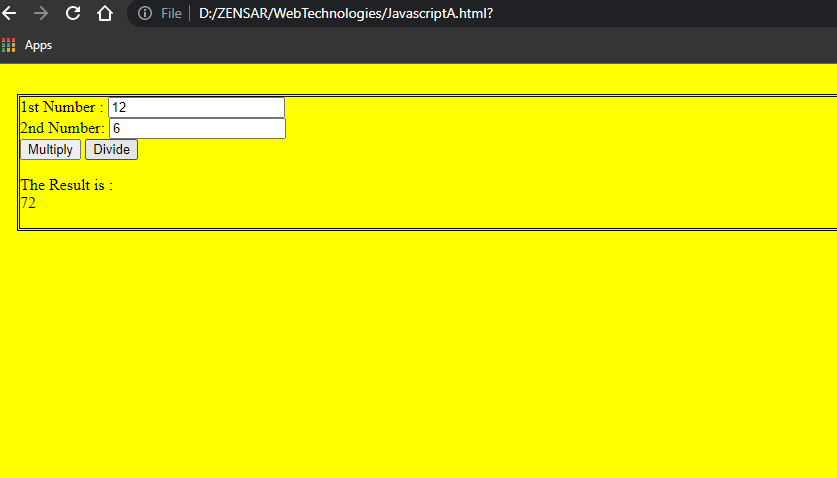 File D:/ZENSAR/WebTechnologies/JavascriptA.html?
Apps
1st Number : 12
2nd Number: 6
Multiply Divide
The Result is :
72